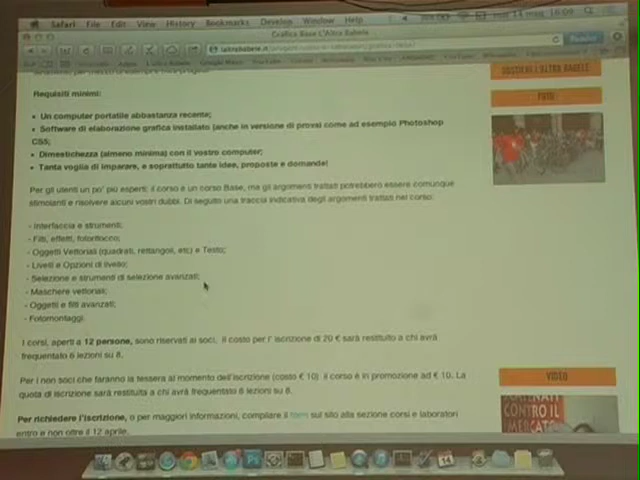 Safari File Edit View History Bookmarks Develop Window Help
Grafica Base L'Altra Babele
Requisiti minimi:
• Un computer portatile abbastanza recente;
• Software di elaborazione grafica installato (anche in versione di prova) come ad esempio Photoshop
CS5;
• Dimestichezza (almeno minima) con il vostro computer;
• Tanta voglia di imparare, e soprattutto tante idee, proposte e domande!
Per gli utenti un po' più esperti: il corso è un corso Base, ma gli argomenti trattati potrebbero essere comunque
stimolanti e risolvere alcuni vostri dubbi. Di seguito una traccia indicativa degli argomenti trattati nel corso:
- Interfaccia e strumenti;
- Filti, effetti, fotoritocco;
- Oggetti Vettoriali (quadrati, rettangoli, etc) e Testo;
- Livelli e Opzioni di livello;
- Selezione e strumenti di selezione avanzati;
- Maschere vettoriali;
- Oggetti e filti avanzati;
- Fotomontaggi.
I corsi, aperti a 12 persone, sono riservati ai soci, il costo per l' iscrizione di 20 € sarà restituito a chi avrà
frequentato 6 lezioni su 8.
Per i non soci che faranno la tessera al momento dell'iscrizione (costo € 10) il corso è in promozione ad € 10. La
quota di iscrizione sarà restituita a chi avrà frequentato 6 lezioni su 8.
Per richiedere l'iscrizione, o per maggiori informazioni, compilare il form sul sito alla sezione corsi e laboratori
entro e non oltre il 12 aprile.
SOSTIENI L'ALTRA BABELE
FOTO
VIDEO
CONTRO IL
MERCATO